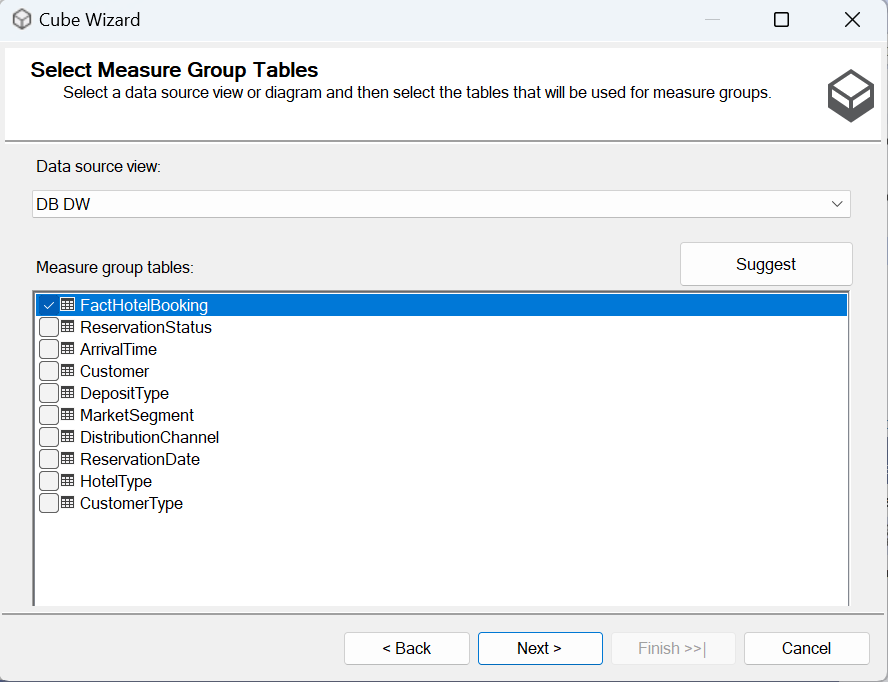 Cube Wizard
Select Measure Group Tables
Select a data source view or diagram and then select the tables that will be used for measure groups.
Data source view:
DB DW
Measure group tables:
Suggest
FactHotelBooking
ReservationStatus
ArrivalTime
Customer
DepositType
MarketSegment
DistributionChannel
ReservationDate
HotelType
CustomerType
< Back
Next >
Finish >>|
Cancel